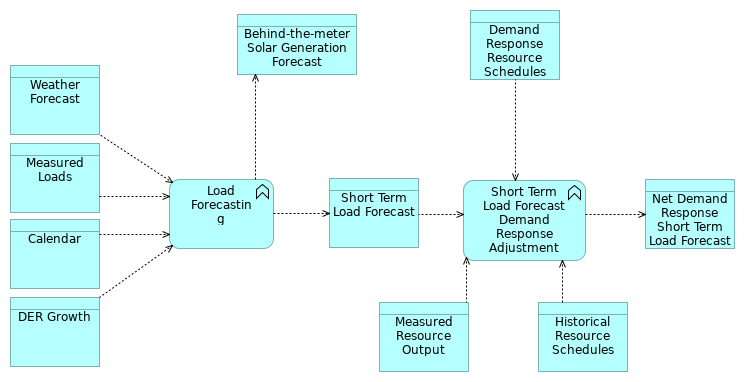 Behind-the-meter
Solar Generation
Forecast
Demand
Response
Resource
Schedules
Weather
Forecast
Measured
Loads
Calendar
DER Growth
Load
Forecastin
g
Short Term
Load Forecast
Short Term
Load Forecast
Demand
Response
Adjustment
Net Demand
Response
Short Term
Load Forecast
Measured
Resource
Output
Historical
Resource
Schedules